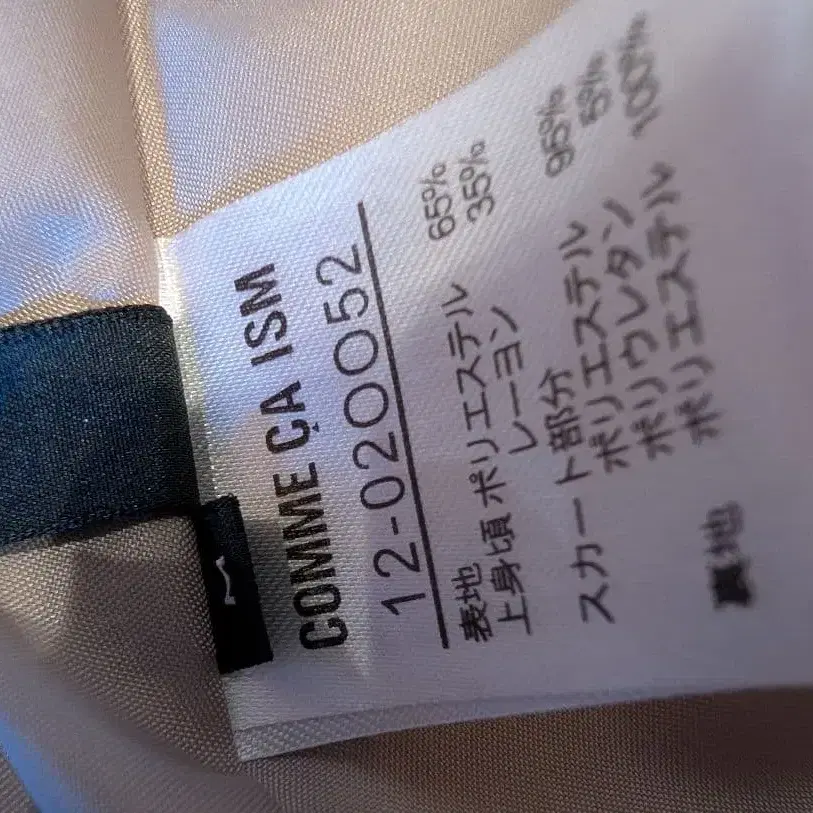 COMME ÇA ISM
12-020052
表地
上身頃 ポリエステル 65%
レーヨン 35%
スカート部分
ポリエステル 95%
ポリウレタン 5%
裏地 ポリエステル 100%